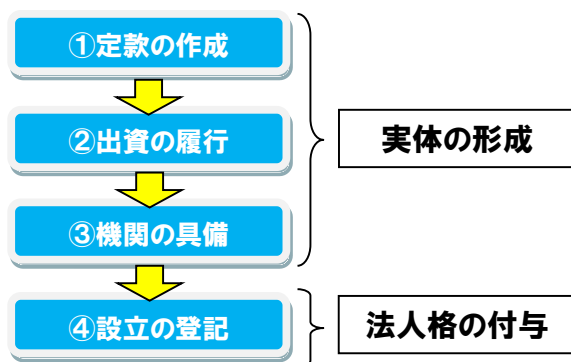 ①定款の作成
②出資の履行
実体の形成
③機関の具備
④設立の登記
法人格の付与